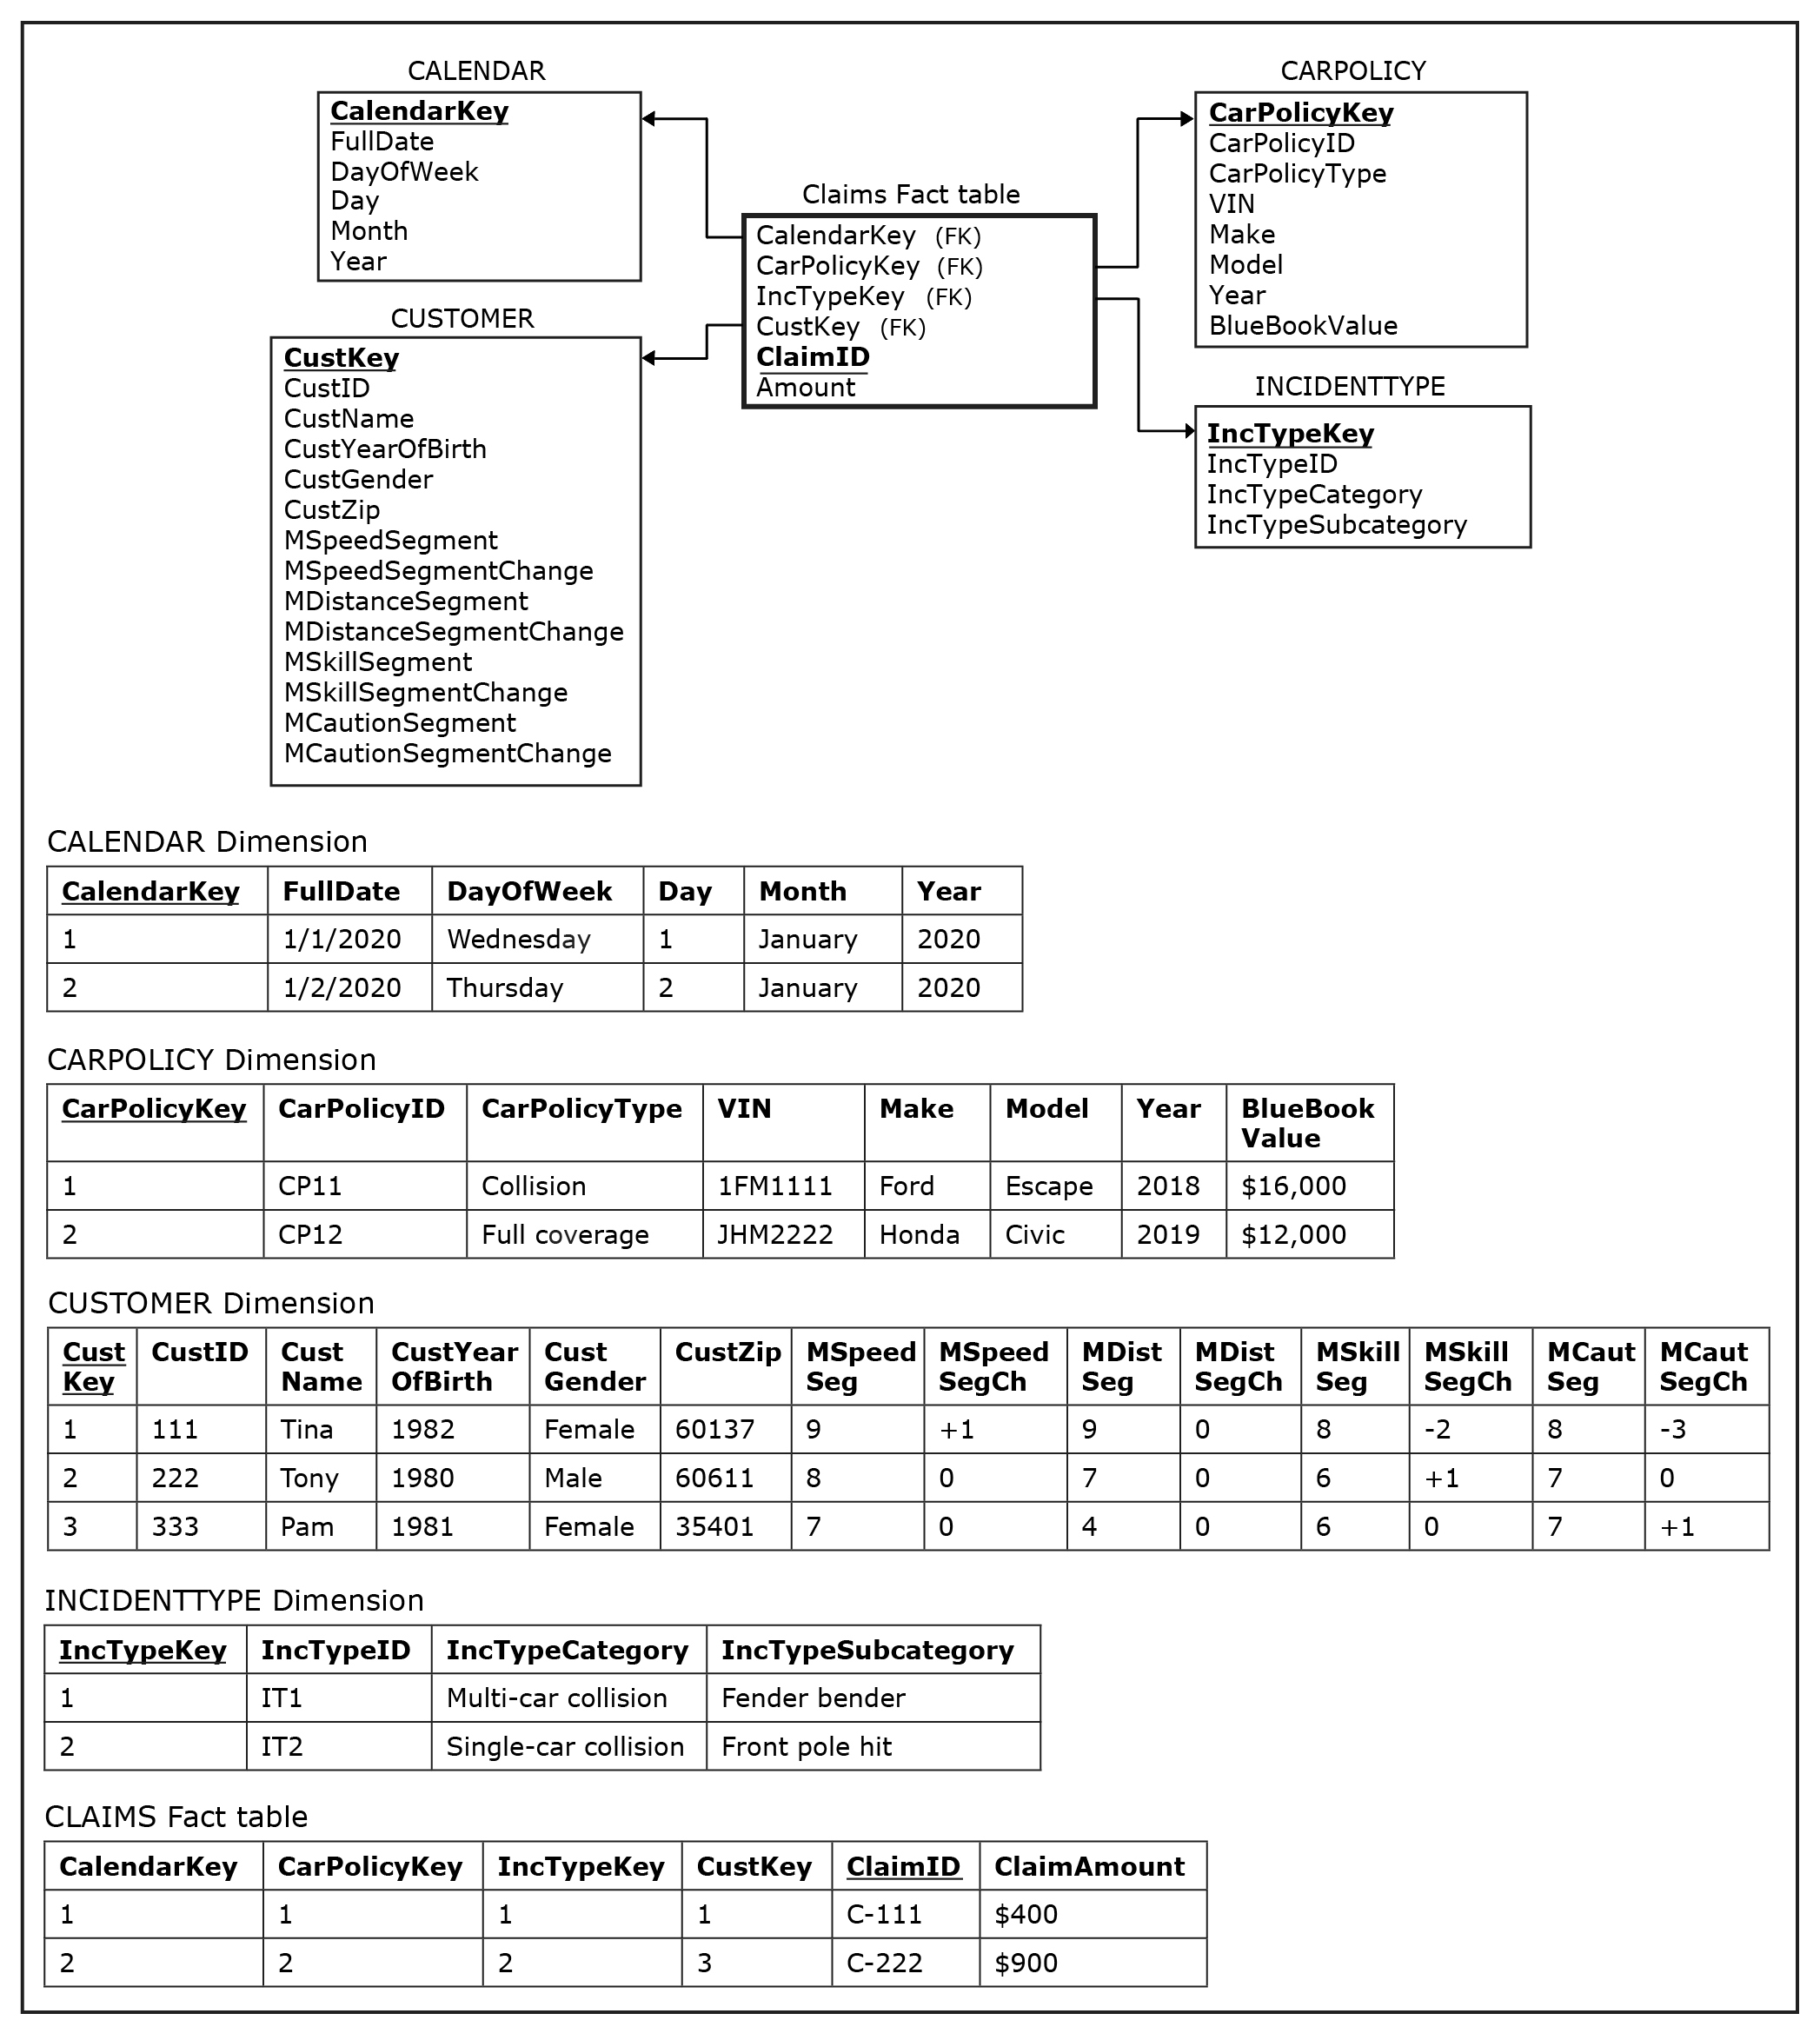 CALENDAR
CalendarKey
FullDate
DayOfWeek
Day
Month
Year
CUSTOMER
CustKey
CustID
CustName
CustYearOfBirth
CustGender
CustZip
MSpeedSegment
MSpeedSegmentChange
MDistanceSegment
MDistanceSegmentChange
MSkillSegment
MSkillSegmentChange
MCautionSegment
MCautionSegmentChange
Claims Fact table
CalendarKey (FK)
CarPolicyKey (FK)
IncTypeKey (FK)
CustKey (FK)
ClaimID
Amount
CARPOLICY
CarPolicyKey
CarPolicyID
CarPolicyType
VIN
Make
Model
Year
BlueBookValue
INCIDENTTYPE
IncTypeKey
IncTypeID
IncTypeCategory
IncTypeSubcategory
CALENDAR Dimension
CalendarKey FullDate DayOfWeek Day Month Year
1 1/1/2020 Wednesday 1 January 2020
2 1/2/2020 Thursday 2 January 2020
CARPOLICY Dimension
CarPolicyKey CarPolicyID CarPolicyType VIN Make Model Year BlueBook
Value
1 CP11 Collision 1FM1111 Ford Escape 2018 $16,000
2 CP12 Full coverage JHM2222 Honda Civic 2019 $12,000
CUSTOMER Dimension
Cust CustID Cust CustYear Cust CustZip MSpeed MSpeed MDist MDist MSkill MSkill MCaut MCaut
Key Name OfBirth Gender Seg SegCh Seg SegCh Seg SegCh Seg SegCh
1 111 Tina 1982 Female 60137 9 +1 9 0 8 -2 8 -3
2 222 Tony 1980 Male 60611 8 0 7 0 6 +1 7 0
3 333 Pam 1981 Female 35401 7 0 4 0 6 0 7 +1
INCIDENTTYPE Dimension
IncTypeKey IncTypeID IncTypeCategory IncTypeSubcategory
1 IT1 Multi-car collision Fender bender
2 IT2 Single-car collision Front pole hit
CLAIMS Fact table
CalendarKey CarPolicyKey IncTypeKey CustKey ClaimID ClaimAmount
1 1 1 1 C-111 $400
2 2 2 3 C-222 $900